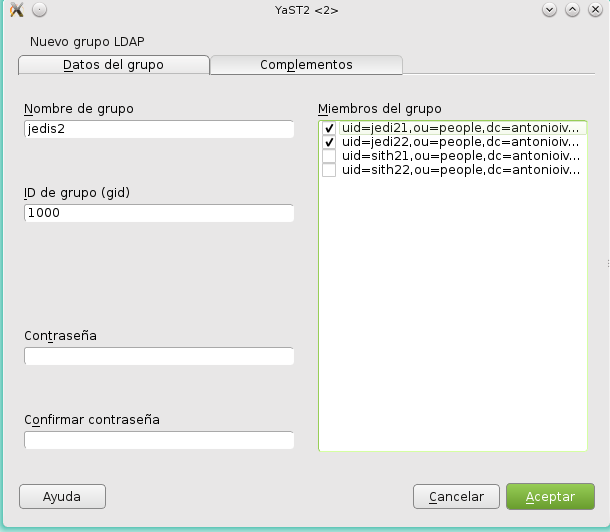 YaST2 <2>
Nuevo grupo LDAP
Datos del grupo
Complementos
Nombre de grupo
jedis2
ID de grupo (gid)
1000
Contraseña
Confirmar contraseña
Miembros del grupo
uid=jedi21,ou=people,dc=antonioiv...
uid=jedi22,ou=people,dc=antonioiv...
uid=sith21,ou=people,dc=antonioiv...
uid=sith22,ou=people,dc=antonioiv...
Ayuda
Cancelar
Aceptar